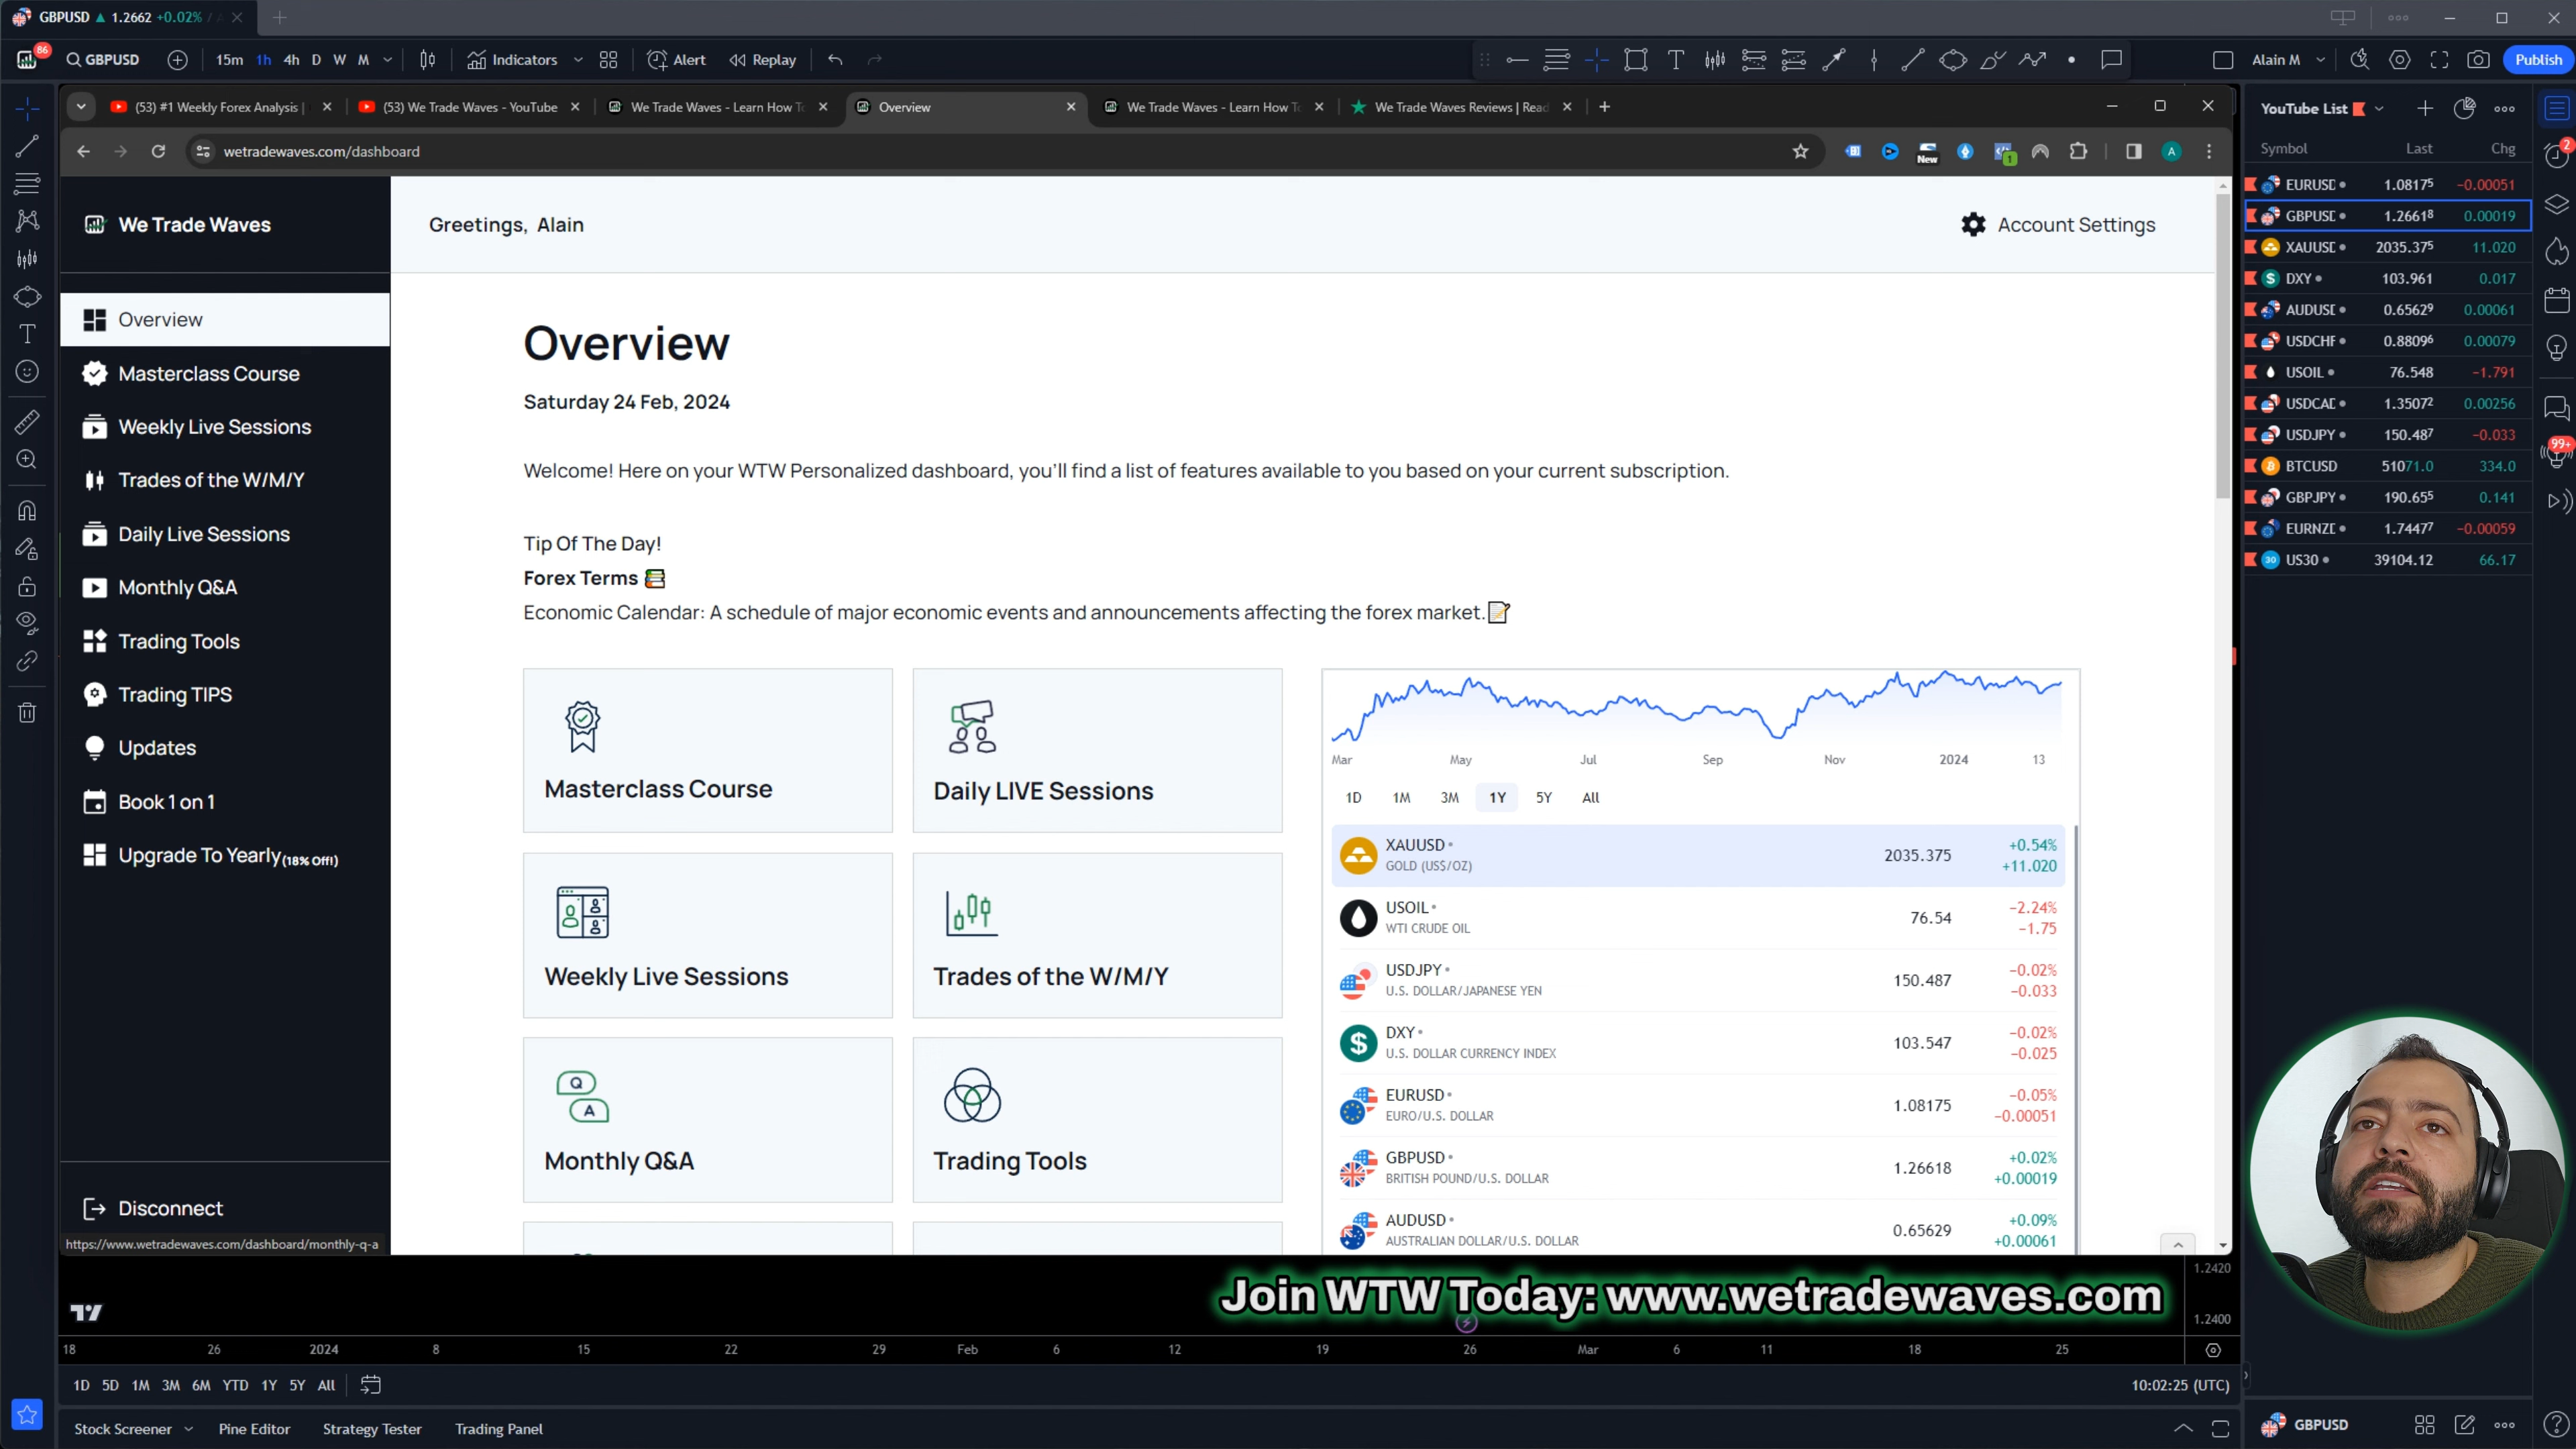 GBPUSD ▲ 1.2662 +0.02% /
86
GBPUSD 15m 1h 4h D W M Indicators Alert Replay Alain M Publish
(53) #1 Weekly Forex Analysis | (53) We Trade Waves - YouTube We Trade Waves - Learn How To Overview We Trade Waves - Learn How To We Trade Waves Reviews | Read
wetradewaves.com/dashboard
New 1 A
We Trade Waves
Greetings, Alain
Account Settings
Overview
Masterclass Course
Weekly Live Sessions
Trades of the W/M/Y
Daily Live Sessions
Monthly Q&A
Trading Tools
Trading TIPS
Updates
Book 1 on 1
Upgrade To Yearly(18% Off!)
Disconnect
https://www.wetradewaves.com/dashboard/monthly-q-a
Overview
Saturday 24 Feb, 2024
Welcome! Here on your WTW Personalized dashboard, you'll find a list of features available to you based on your current subscription.
Tip Of The Day!
Forex Terms
Economic Calendar: A schedule of major economic events and announcements affecting the forex market.
Masterclass Course
Daily LIVE Sessions
Weekly Live Sessions
Trades of the W/M/Y
Q
A
Monthly Q&A
Trading Tools
Mar May Jul Sep Nov 2024 13
1D 1M 3M 1Y 5Y All
XAUUSD
GOLD (US$/OZ)
2035.375
+0.54%
+11.020
USOIL
WTI CRUDE OIL
76.54
−2.24%
−1.75
USDJPY
U.S. DOLLAR/JAPANESE YEN
150.487
−0.02%
−0.033
DXY
U.S. DOLLAR CURRENCY INDEX
103.547
−0.02%
−0.025
EURUSD
EURO/U.S. DOLLAR
1.08175
−0.05%
−0.00051
GBPUSD
BRITISH POUND/U.S. DOLLAR
1.26618
+0.02%
+0.00019
AUDUSD
AUSTRALIAN DOLLAR/U.S. DOLLAR
0.65629
+0.09%
+0.00061
YouTube List
Symbol Last Chg
EURUSD 1.08175 −0.00051
GBPUSD 1.26618 0.00019
XAUUSD 2035.375 11.020
DXY 103.961 0.017
AUDUSD 0.65629 0.00061
USDCHF 0.88096 0.00079
USOIL 76.548 −1.791
USDCAD 1.35072 0.00256
USDJPY 150.487 −0.033
BTCUSD 51071.0 334.0
GBPJPY 190.655 0.141
EURNZD 1.74477 −0.00059
30 US30 39104.12 66.17
2
99+
Join WTW Today: www.wetradewaves.com
1.2420
1.2400
18 26 2024 8 15 22 29 Feb 6 12 19 26 Mar 6 11 18 25
1D 5D 1M 3M 6M YTD 1Y 5Y All
10:02:25 (UTC)
Stock Screener Pine Editor Strategy Tester Trading Panel
GBPUSD